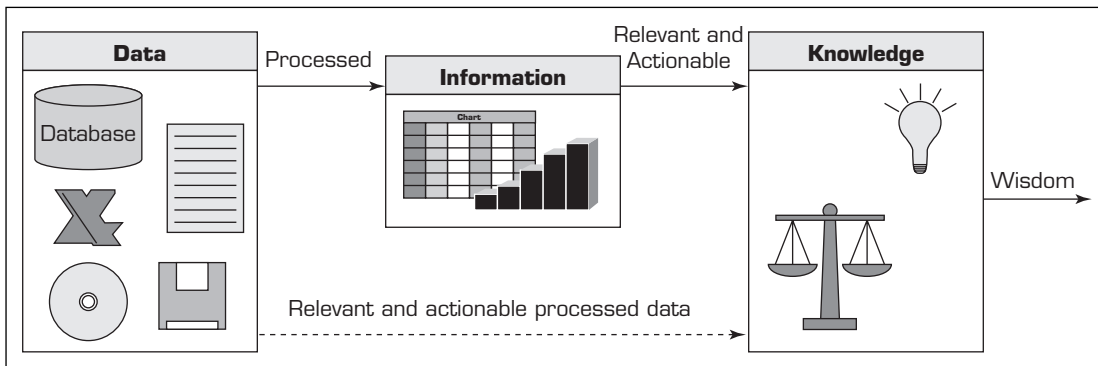 Data
Database
Processed
Information
Chart
Relevant and
Actionable
Knowledge
Wisdom
Relevant and actionable processed data